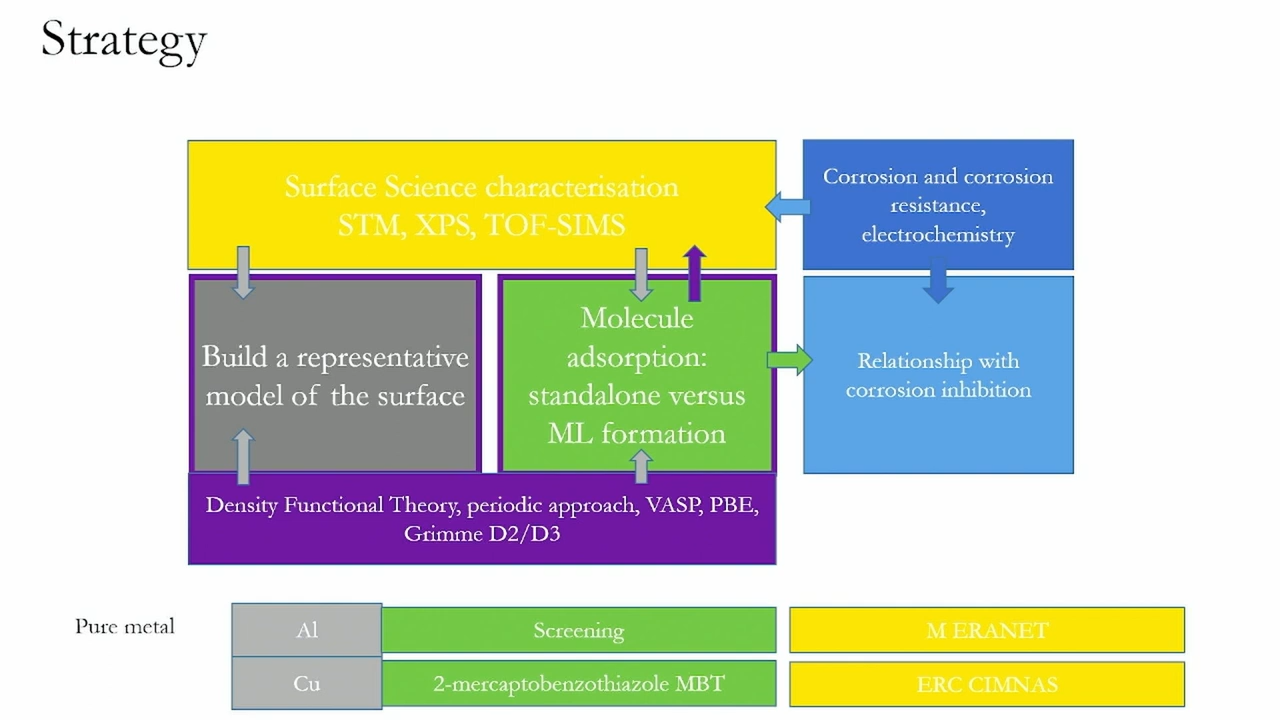 Strategy
Surface Science characterisation
STM, XPS, TOF-SIMS
Corrosion and corrosion
resistance,
electrochemistry
Build a representative
model of the surface
Molecule
adsorption:
standalone versus
ML formation
Relationship with
corrosion inhibition
Density Functional Theory, periodic approach, VASP, PBE,
Grimme D2/D3
Pure metal
Al
Screening
M ERANET
Cu
2-mercaptobenzothiazole MBT
ERC CIMNAS